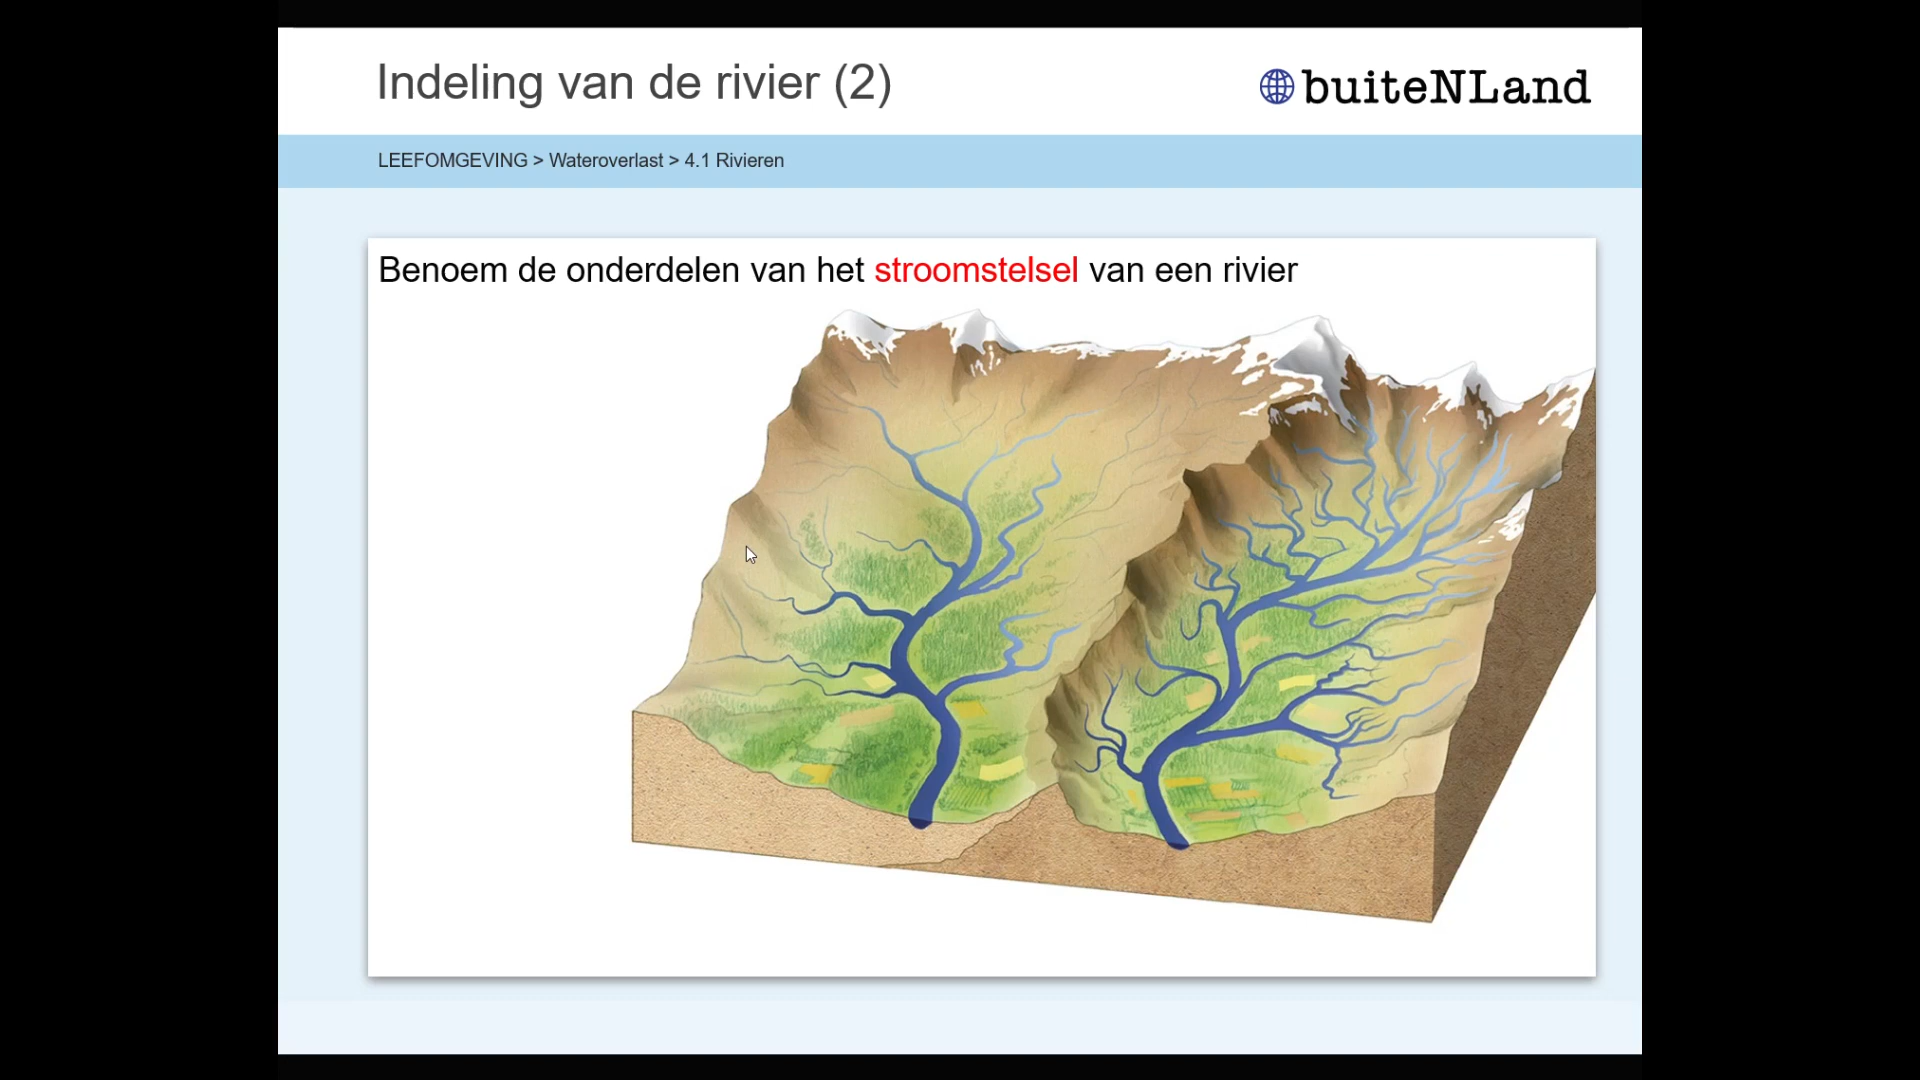 Indeling van de rivier (2)
buiteNLand
LEEFOMGEVING > Wateroverlast > 4.1 Rivieren
Benoem de onderdelen van het stroomstelsel van een rivier